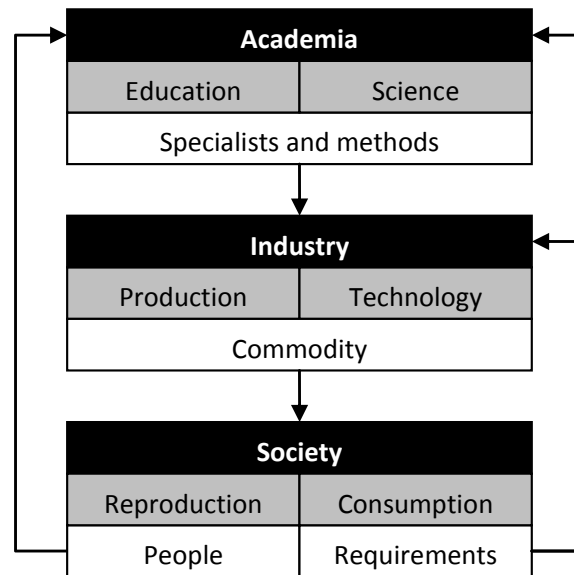 Academia
Education Science
Specialists and methods
Industry
Production Technology
Commodity
Society
Reproduction Consumption
People Requirements